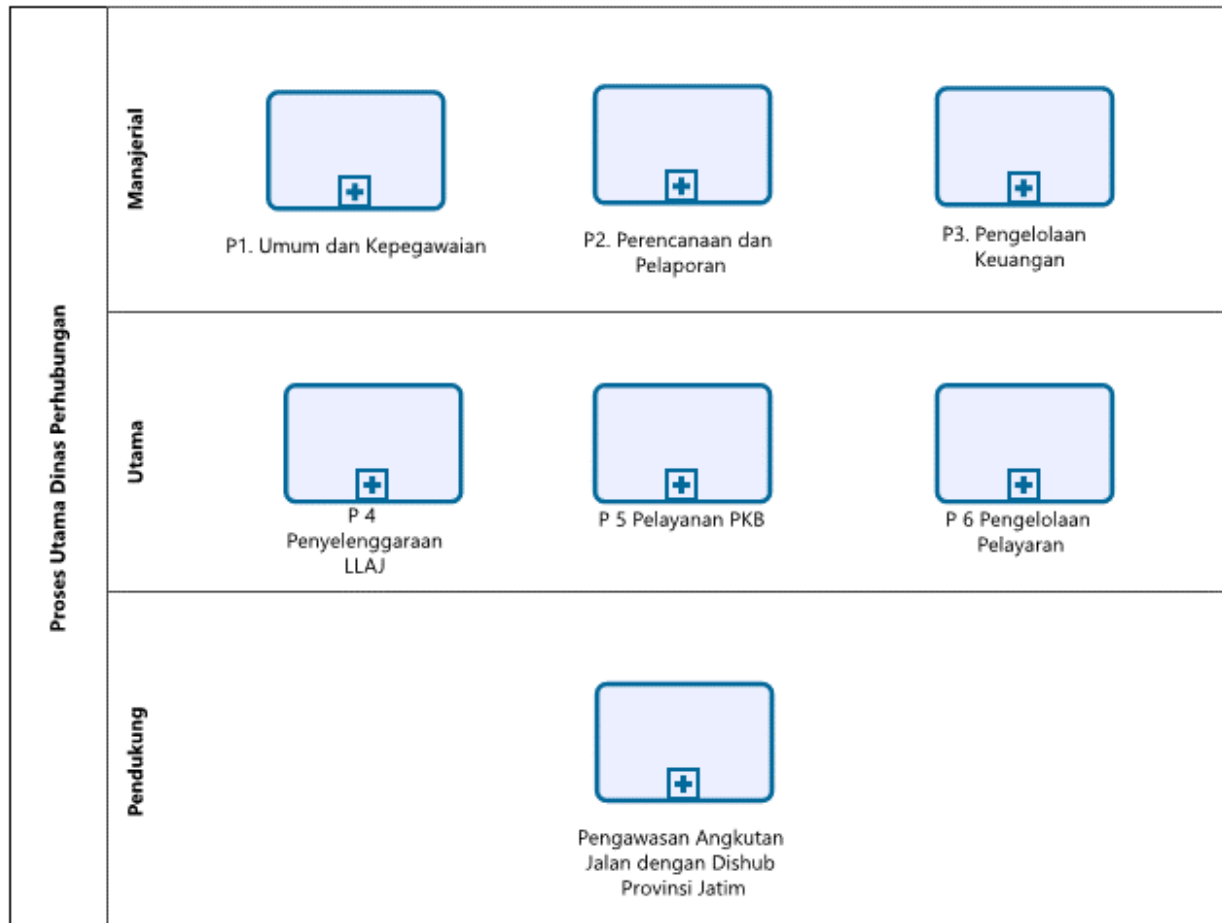 Proses Utama Dinas Perhubungan
Manajerial
P1. Umum dan Kepegawaian
P2. Perencanaan dan
Pelaporan
P3. Pengelolaan
Keuangan
Utama
P 4
Penyelenggaraan
LLAJ
P 5 Pelayanan PKB
P 6 Pengelolaan
Pelayaran
Pendukung
Pengawasan Angkutan
Jalan dengan Dishub
Provinsi Jatim